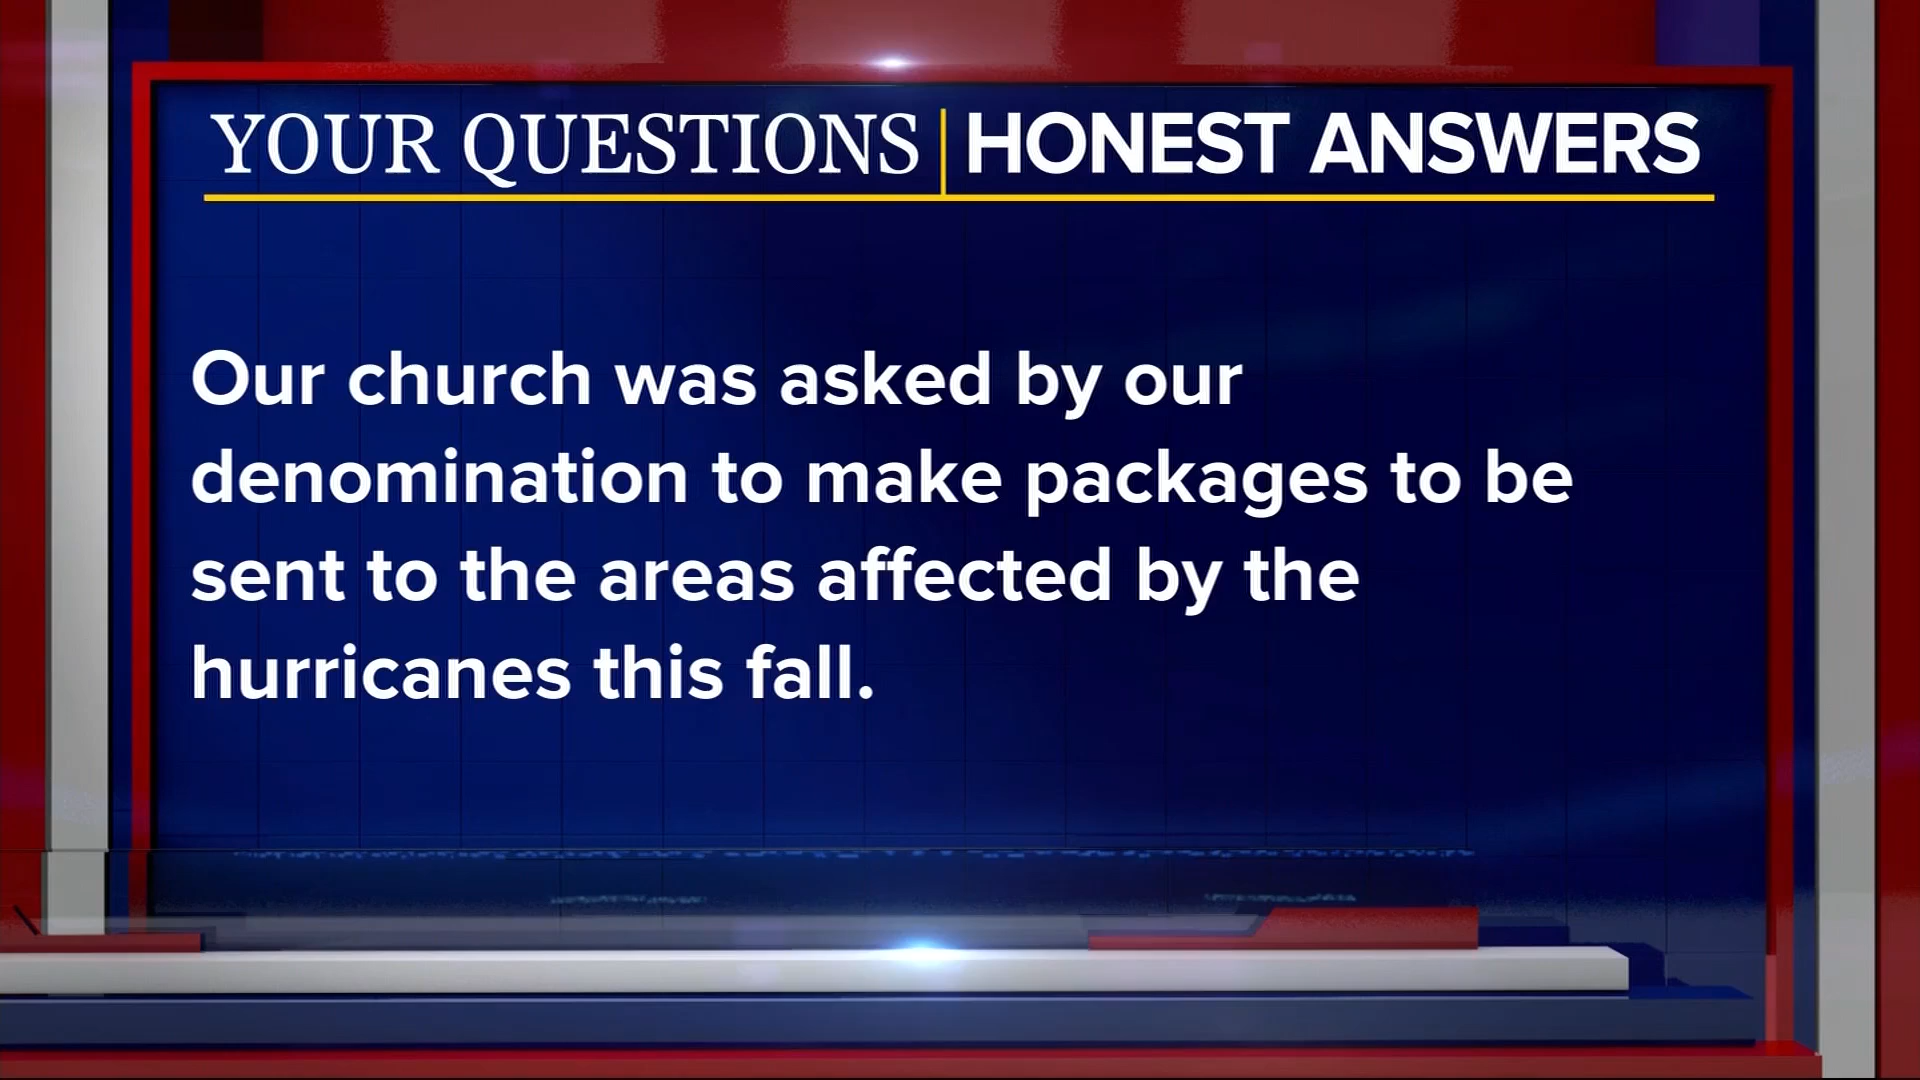 YOUR QUESTIONS | HONEST ANSWERS
Our church was asked by our
denomination to make packages to be
sent to the areas affected by the
hurricanes this fall.